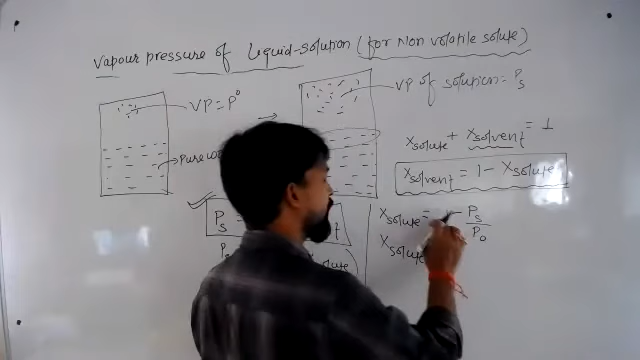 Vapour pressure of Liquid-solution (for Non volatile solute)
VP = P°
VP of solution = Ps
Pure
Xsolute + Xsolvent = 1
Xsolvent = 1 - Xsolute
Ps =
Xsolute = - Ps/Po
Xsolute